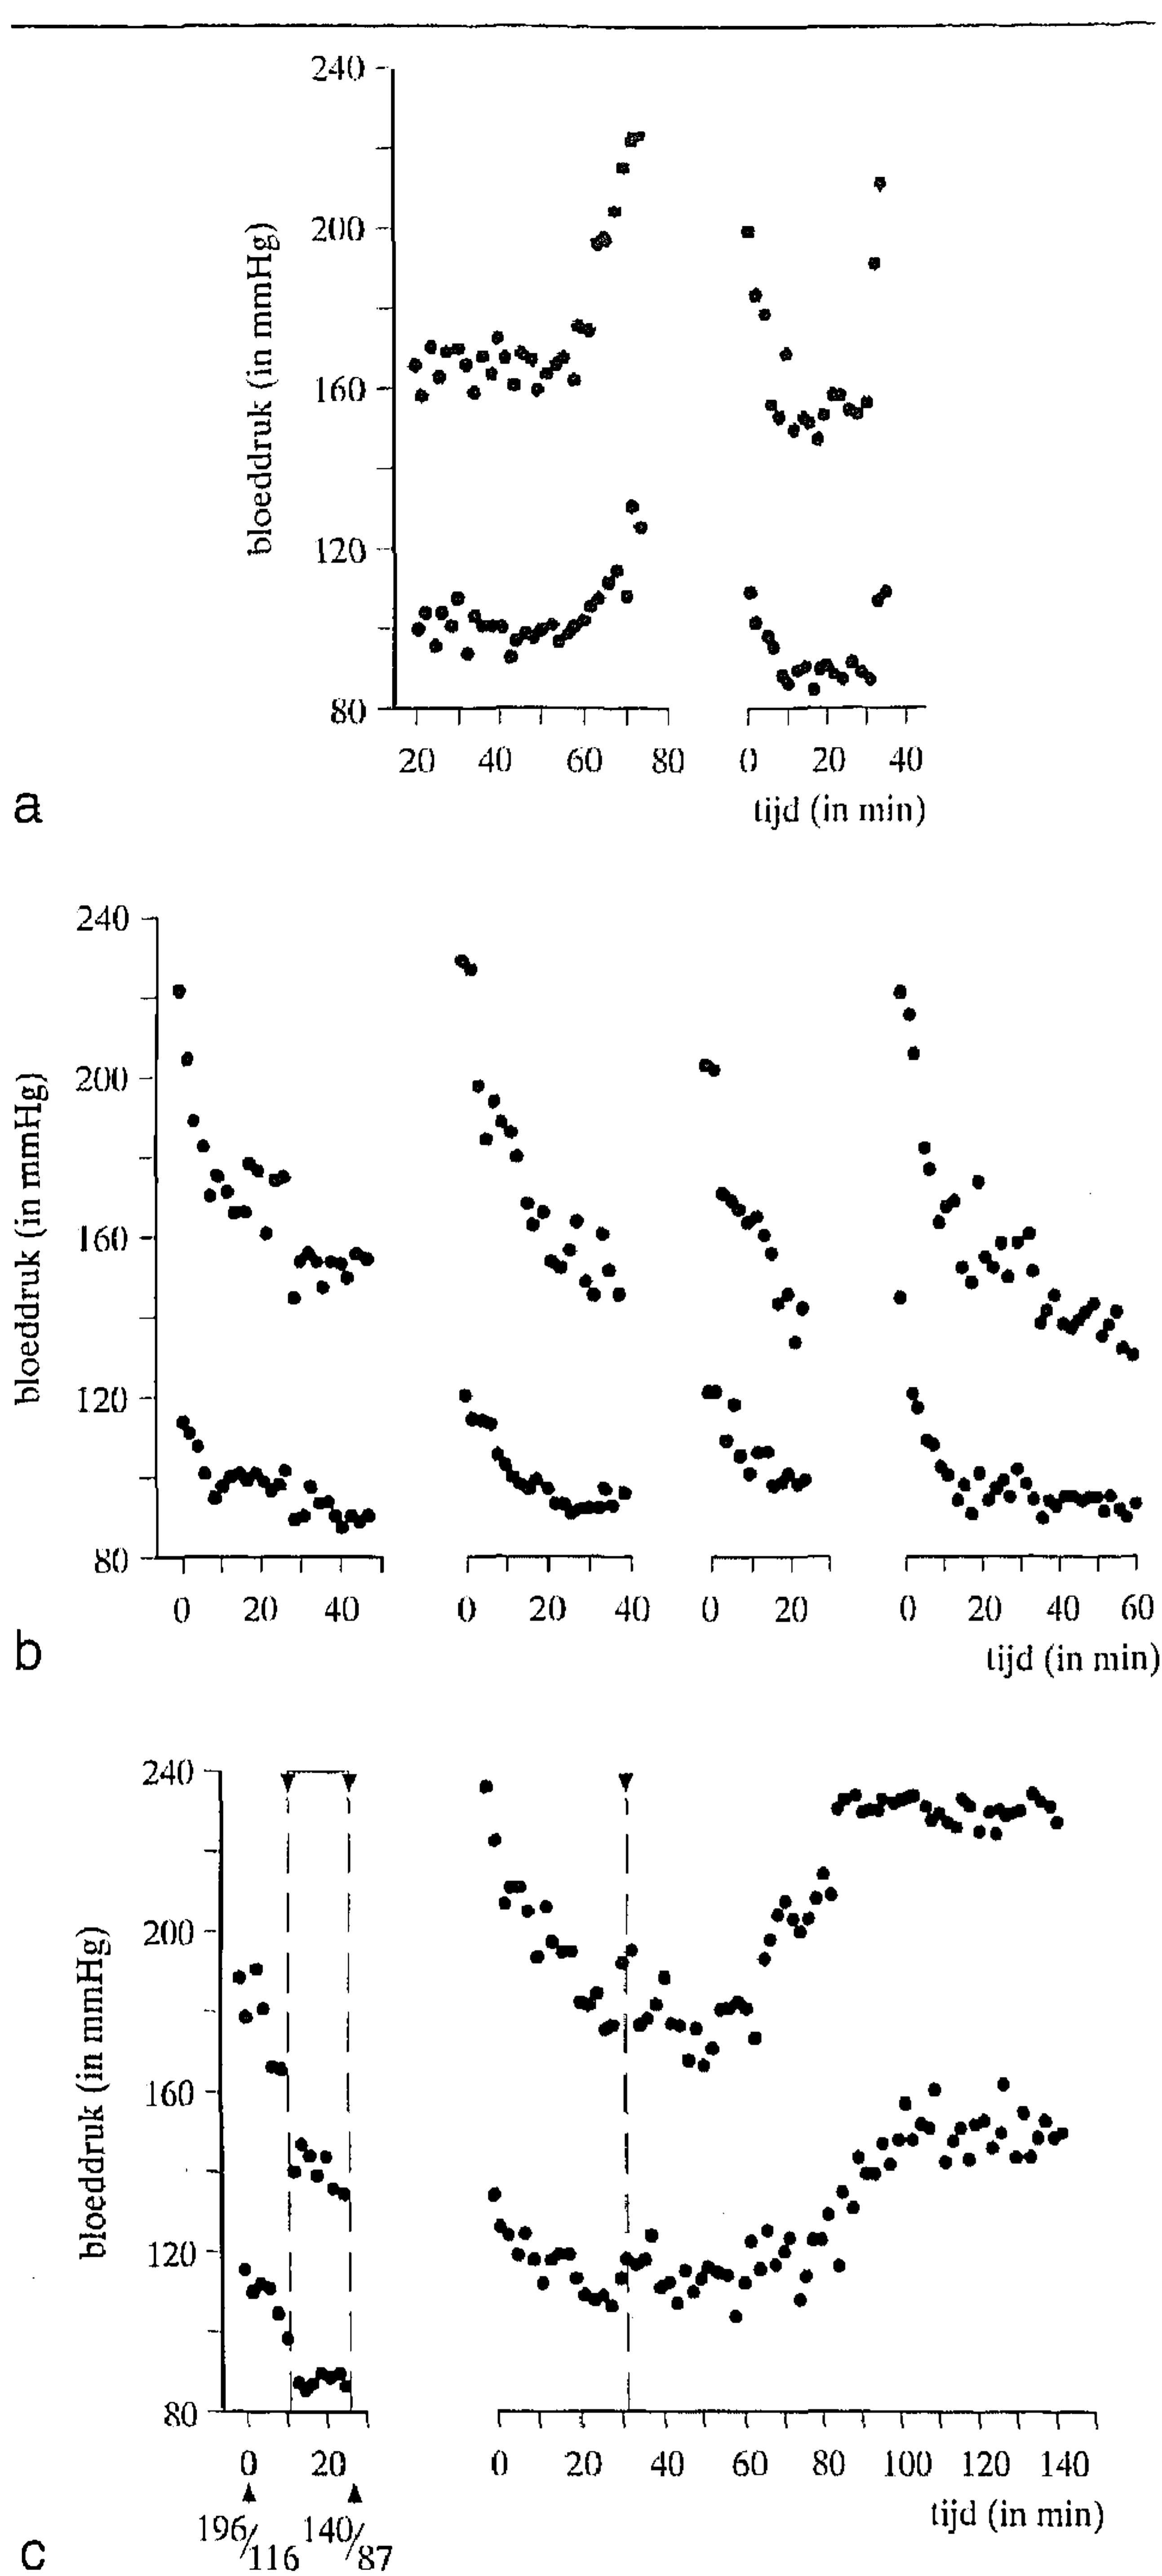 240
200
160
120
80
bloeddruk (in mmHg)
20 40 60 80 0 20 40
tijd (in min)
a
240
200
160
120
80
bloeddruk (in mmHg)
0 20 40 0 20 40 0 20 0 20 40 60
tijd (in min)
b
240
200
160
120
80
bloeddruk (in mmHg)
0 20 0 20 40 60 80 100 120 140
tijd (in min)
196/116 140/87
c